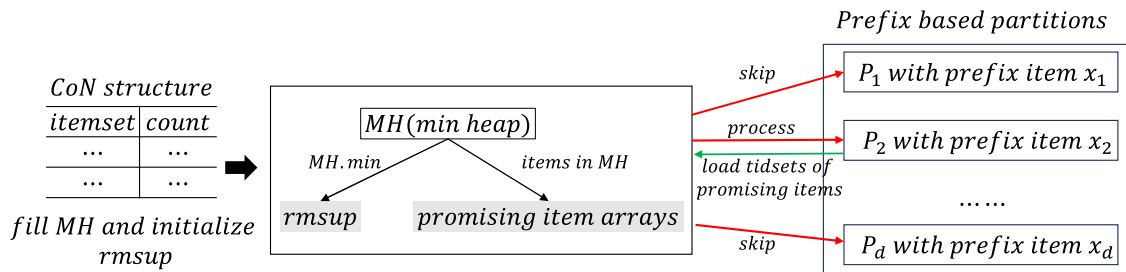 Prefix based partitions
CoN structure
itemset count
... ...
... ...
fill MH and initialize
rmsup
MH(min heap)
MH.min
items in MH
rmsup
promising item arrays
skip
process
load tidsets of
promising items
skip
P₁ with prefix item x₁
P₂ with prefix item x₂
... ...
P_d with prefix item x_d